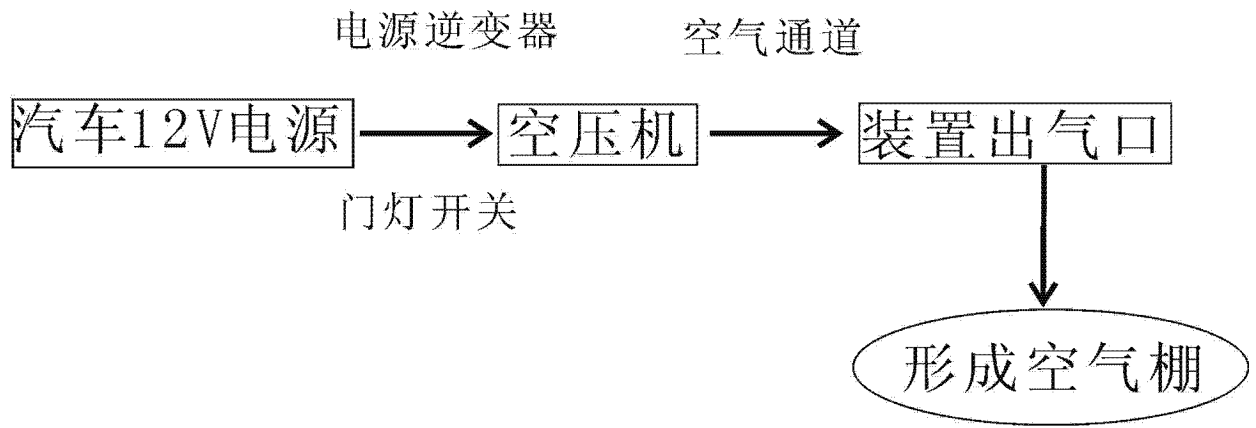 电源逆变器
空气通道
汽车12V电源
空压机
装置出气口
门灯开关
形成空气棚